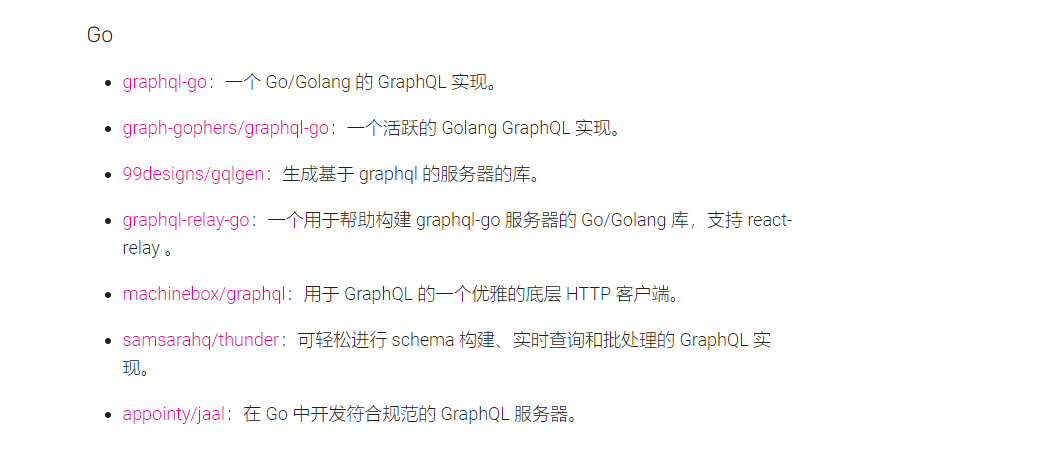 Go
graphql-go：一个 Go/Golang 的 GraphQL 实现。
graph-gophers/graphql-go：一个活跃的 Golang GraphQL 实现。
99designs/gqlgen：生成基于 graphql 的服务器的库。
graphql-relay-go：一个用于帮助构建 graphql-go 服务器的 Go/Golang 库，支持 react-
relay 。
machinebox/graphql：用于 GraphQL 的一个优雅的底层 HTTP 客户端。
samsarahq/thunder：可轻松进行 schema 构建、实时查询和批处理的 GraphQL 实
现。
appointy/jaal：在 Go 中开发符合规范的 GraphQL 服务器。